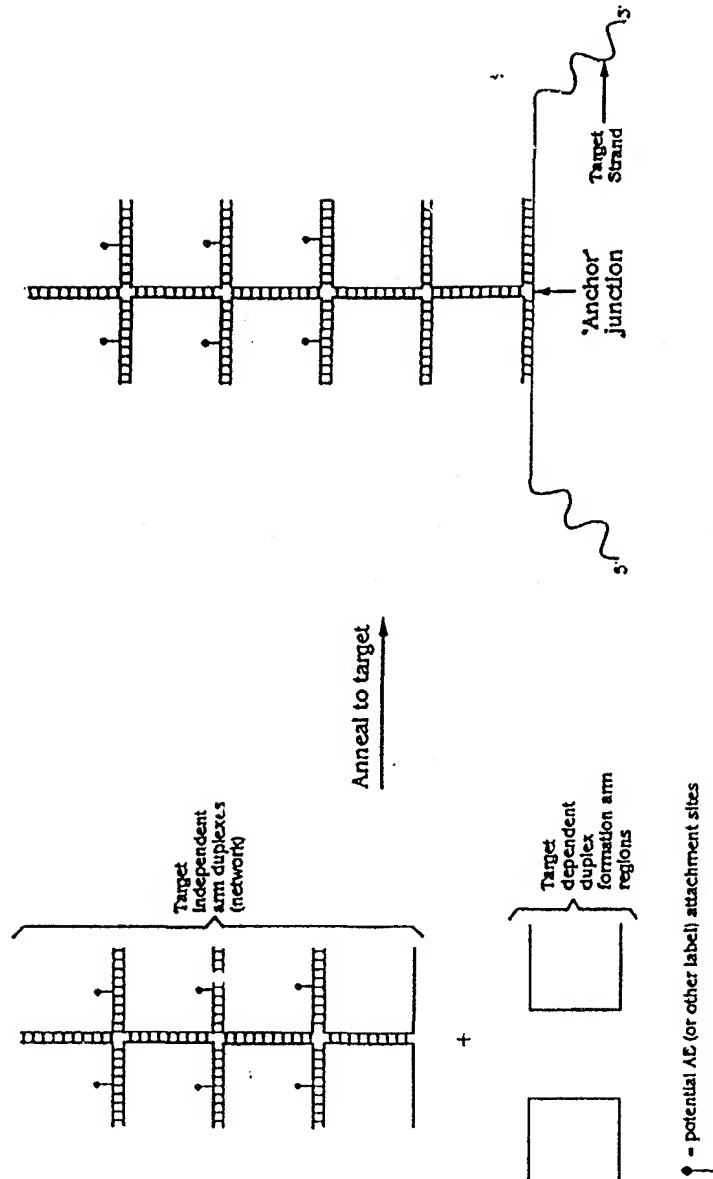 Target
Independent
arm duplexes
(network)
+
Target
dependent
duplex
formation arm
regions
= potential AE (or other label) attachment sites
Anneal to target
5'
"Anchor"
junction
Target
Strand
3'